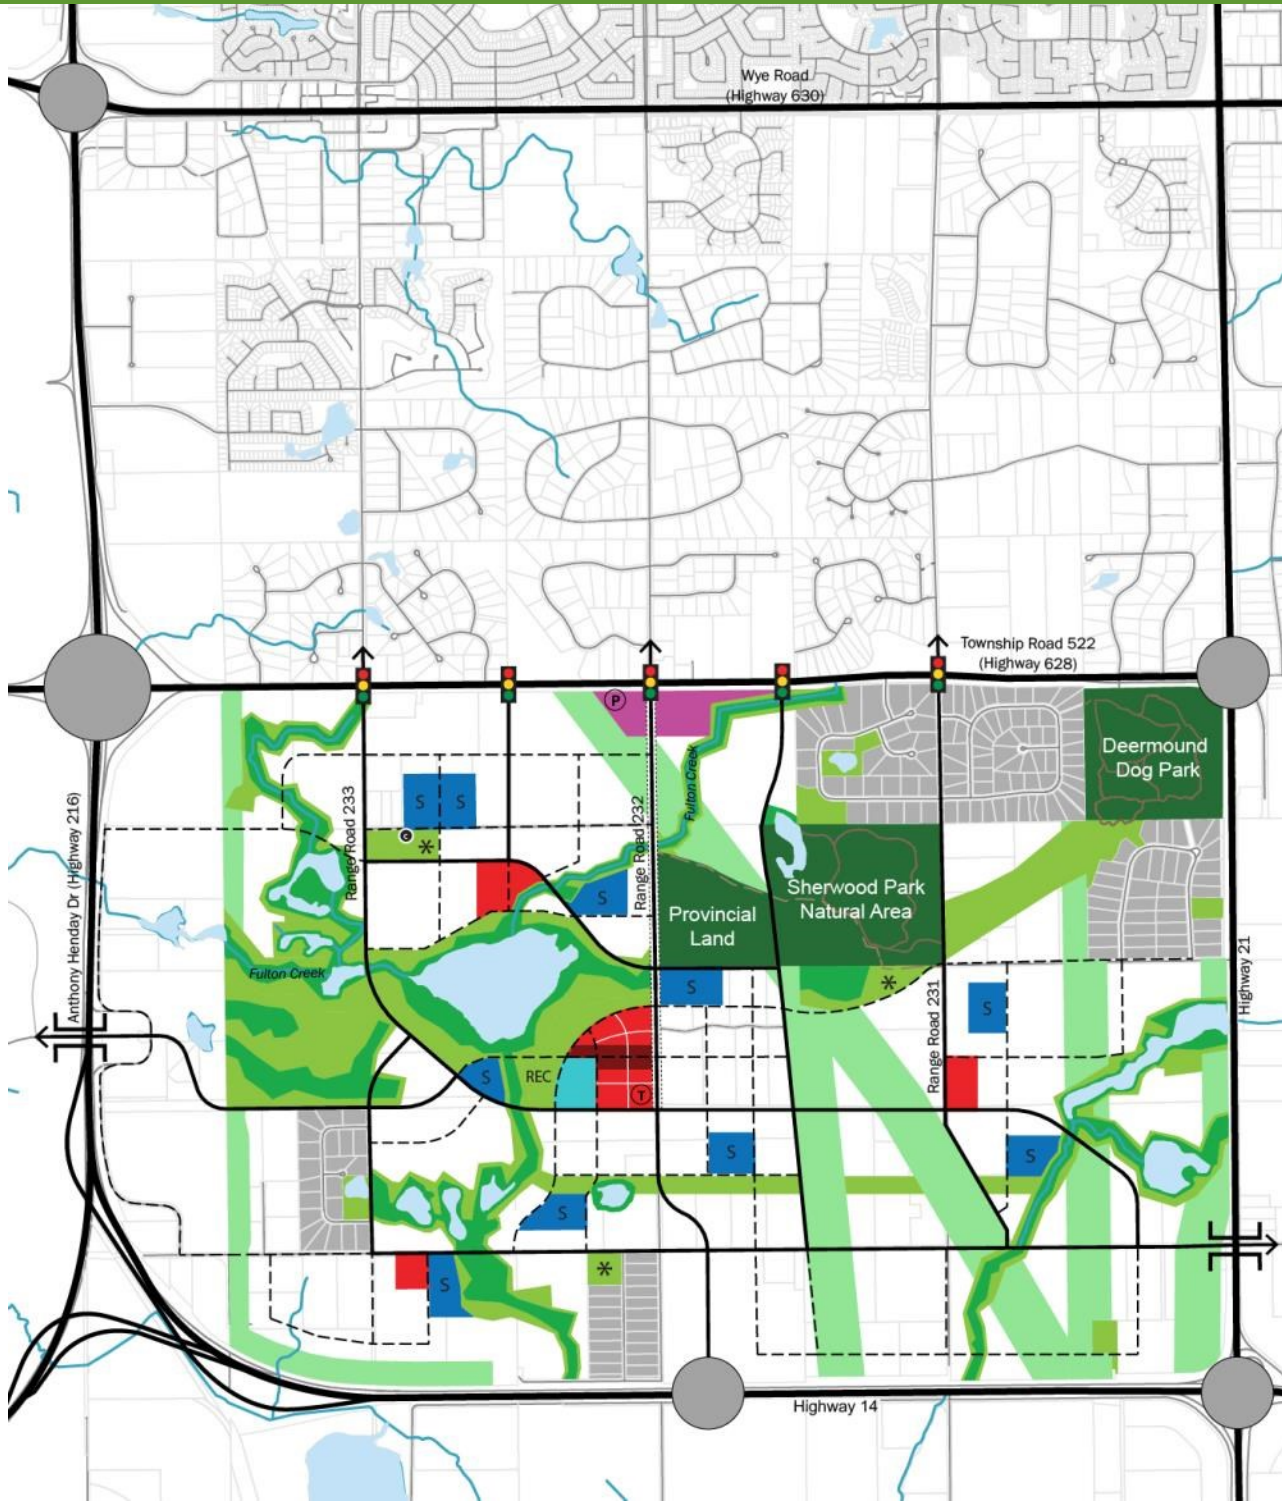 Wye Road
(Highway 630)
Township Road 522
(Highway 628)
P
Deermound
Dog Park
Fulton Creek
Range Road 233
Range Road 232
S
S
Anthony Henday Dr (Highway 216)
C
*
Sherwood Park
Natural Area
S
Provincial
Land
Highway 21
Fulton Creek
*
S
Range Road 231
S
S
REC
T
S
S
S
*
S
Highway 14